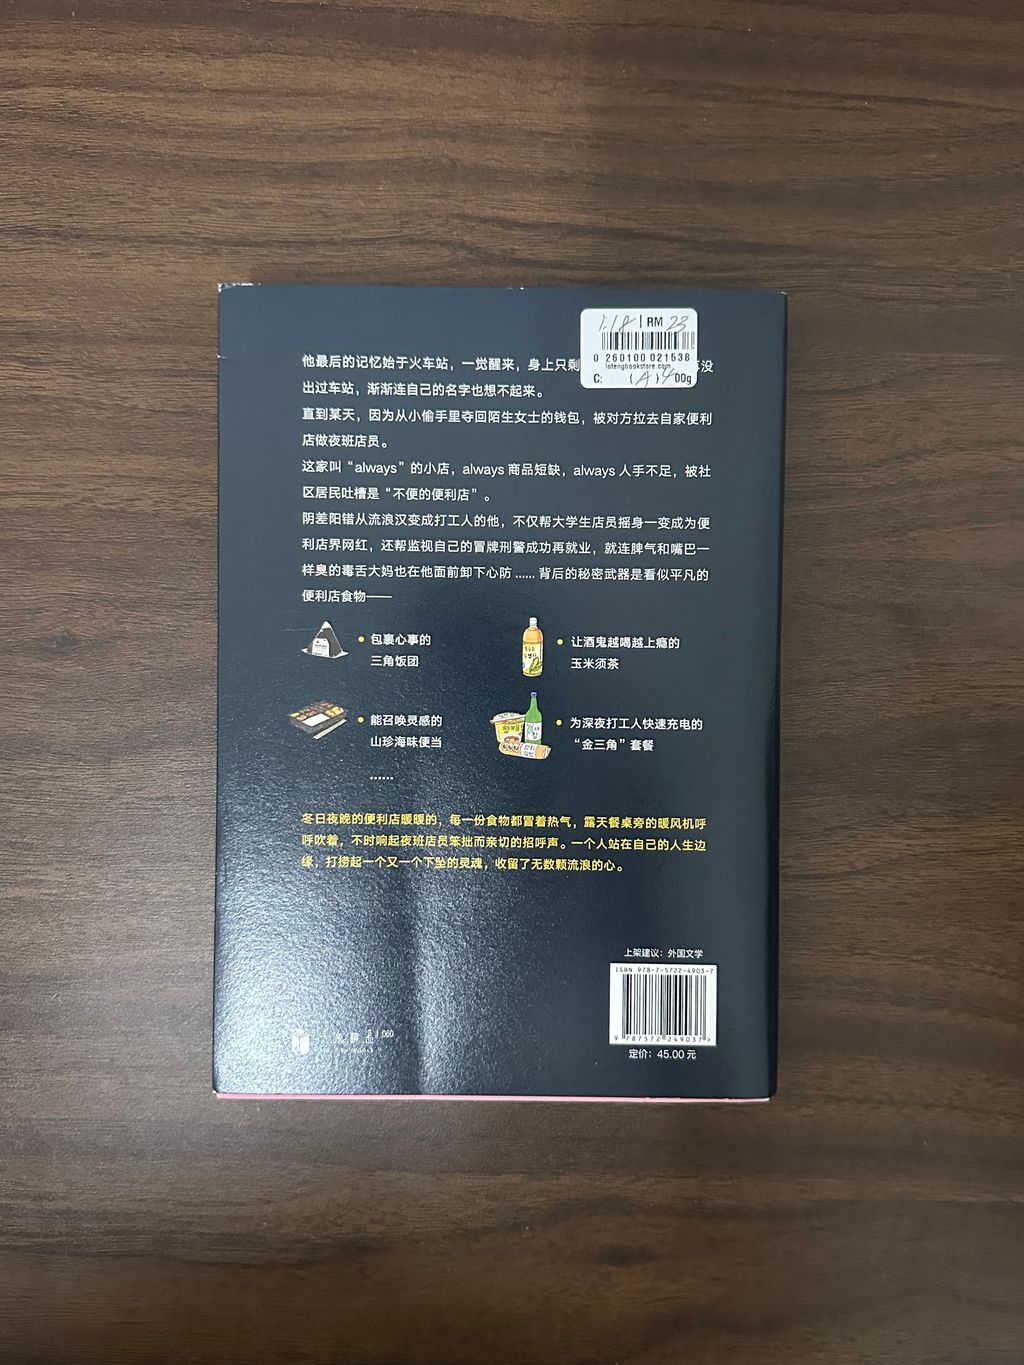 1.18 | RM 23
0 260100 021538
lotengbookstore.com
C: (A)4 00g
他最后的记忆始于火车站，一觉醒来，身上只剩
没
出过车站，渐渐连自己的名字也想不起来。
直到某天，因为从小偷手里夺回陌生女士的钱包，被对方拉去自家便利
店做夜班店员。
这家叫“always”的小店，always 商品短缺，always 人手不足，被社
区居民吐槽是“不便的便利店”。
阴差阳错从流浪汉变成打工人的他，不仅帮大学生店员摇身一变成为便
利店界网红，还帮监视自己的冒牌刑警成功再就业，就连脾气和嘴巴一
样臭的毒舌大妈也在他面前卸下心防……背后的秘密武器是看似平凡的
便利店食物——
● 包裹心事的
三角饭团
● 让酒鬼越喝越上瘾的
玉米须茶
● 能召唤灵感的
山珍海味便当
● 为深夜打工人快速充电的
“金三角”套餐
……
冬日夜晚的便利店暖暖的，每一份食物都冒着热气，露天餐桌旁的暖风机呼
呼吹着，不时响起夜班店员笨拙而亲切的招呼声。一个人站在自己的人生边
缘，打捞起一个又一个下坠的灵魂，收留了无数颗流浪的心。
上架建议：外国文学
ISBN 978-7-5722-4903-7
9 787572 249037 >
定价：45.00 元
品 | 060